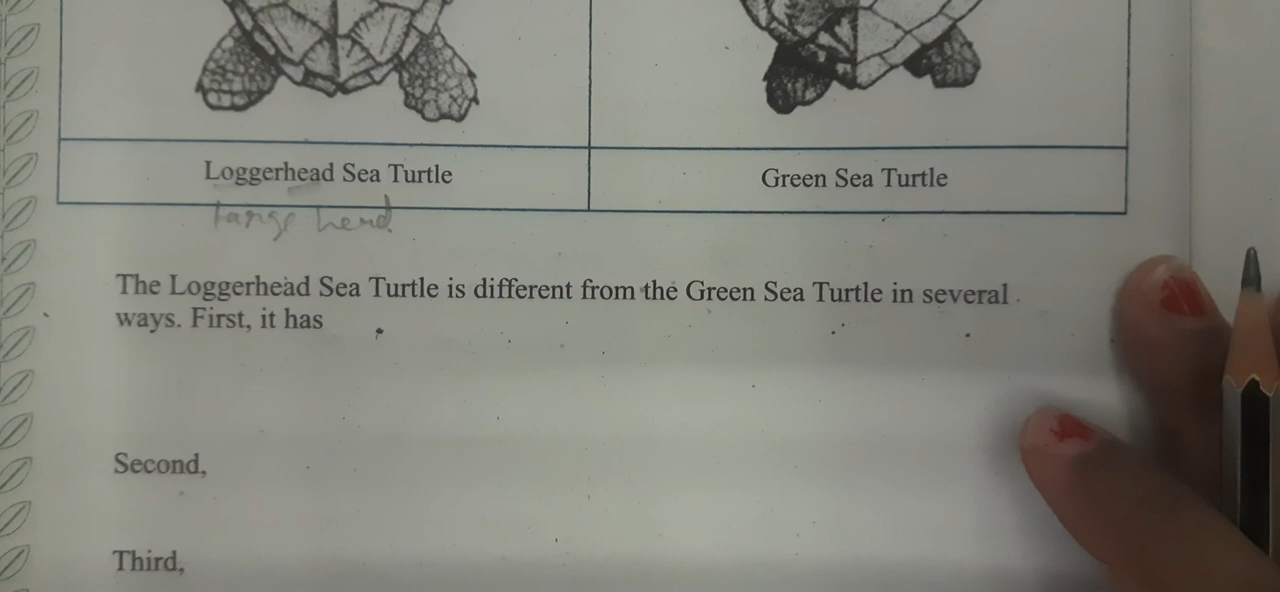 Loggerhead Sea Turtle
Green Sea Turtle
large head
The Loggerhead Sea Turtle is different from the Green Sea Turtle in several
ways. First, it has
Second,
Third,